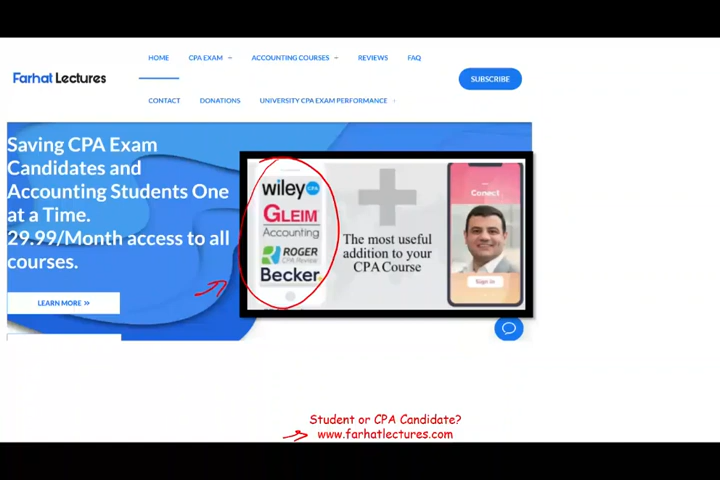 HOME
CPA EXAM
ACCOUNTING COURSES
REVIEWS
FAQ
Farhat Lectures
SUBSCRIBE
CONTACT
DONATIONS
UNIVERSITY CPA EXAM PERFORMANCE
Saving CPA Exam
Candidates and
Accounting Students One
at a Time.
29.99/Month access to all
courses.
LEARN MORE »
wiley CPA
GLEIM
Accounting
ROGER
CPA Review
Becker
The most useful
addition to your
CPA Course
Conect
Sign in
Student or CPA Candidate?
www.farhatlectures.com